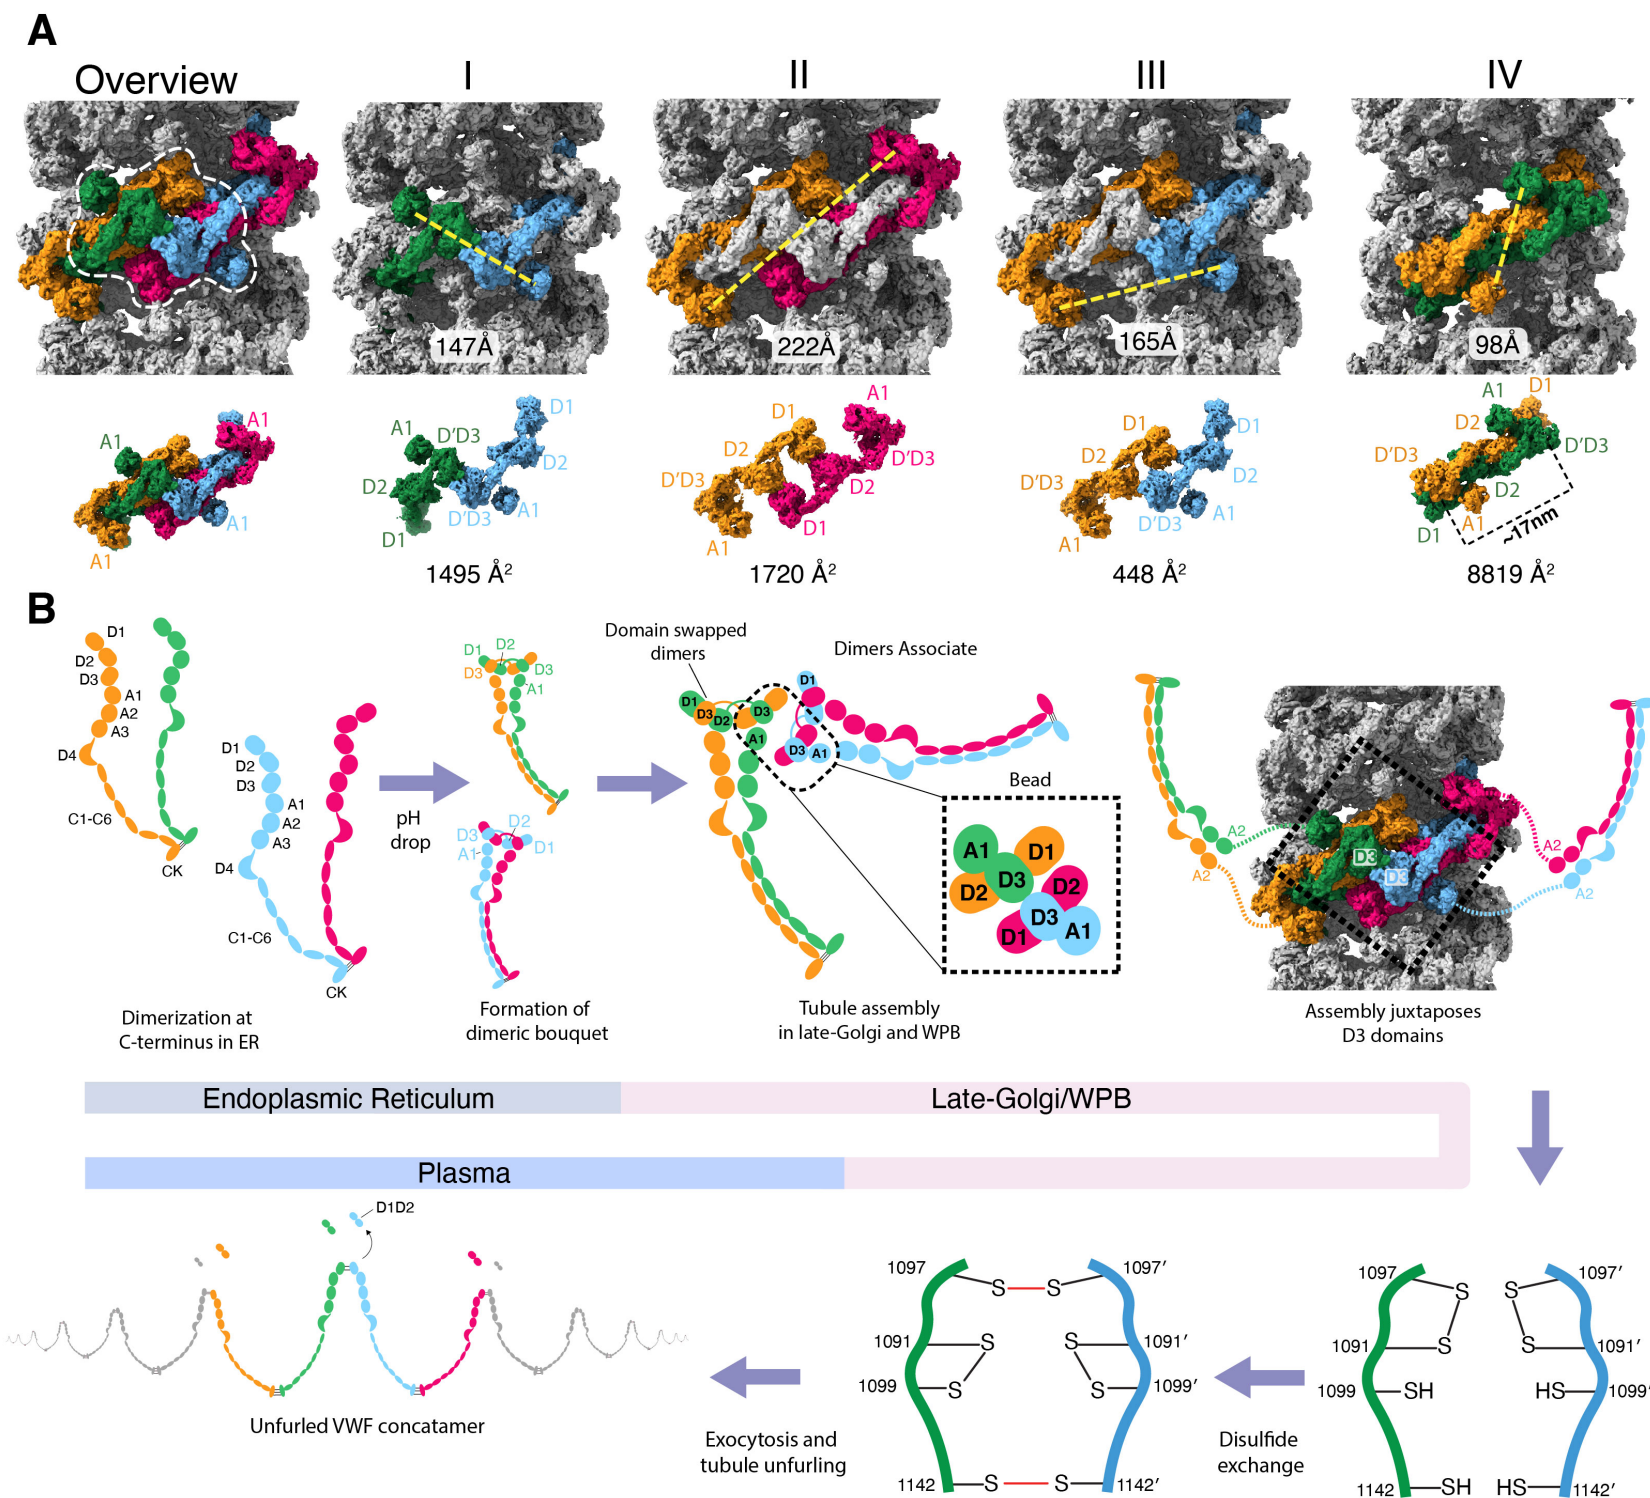 A
Overview
I
II
III
IV
147Å
222Å
165Å
98Å
A1
A1
A1
A1
A1
D'D3
D2
D1
D'D3
D1
D2
A1
1495 Å²
D1
D2
D'D3
A1
A1
D'D3
D2
D1
1720 Å²
D1
D2
D'D3
A1
D1
D2
D'D3
A1
448 Å²
A1
D1
D2
D'D3
D'D3
D2
A1
D1
~17nm
8819 Å²
B
D1
D2
D3
A1
A2
A3
D4
C1-C6
CK
D1
D2
D3
A1
A2
A3
D4
C1-C6
CK
Dimerization at
C-terminus in ER
pH
drop
D1
D2
D3
D3
A1
D3
D2
A1
D1
Formation of
dimeric bouquet
Domain swapped
dimers
Dimers Associate
D1
D3
D2
D3
A1
D1
D3
A1
Bead
A1
D1
D3
D2
D2
D3
D1
A1
Tubule assembly
in late-Golgi and WPB
A2
A2
D3
D3
A2
A2
Assembly juxtaposes
D3 domains
Endoplasmic Reticulum
Late-Golgi/WPB
Plasma
D1D2
Unfurled VWF concatamer
Exocytosis and
tubule unfurling
1097
S
S
1097′
1091
S
S
1091′
1099
S
S
1099′
1142
S
S
1142′
Disulfide
exchange
1097
S
S
1097′
1091
S
S
1091′
1099
SH
HS
1099′
1142
SH
HS
1142′